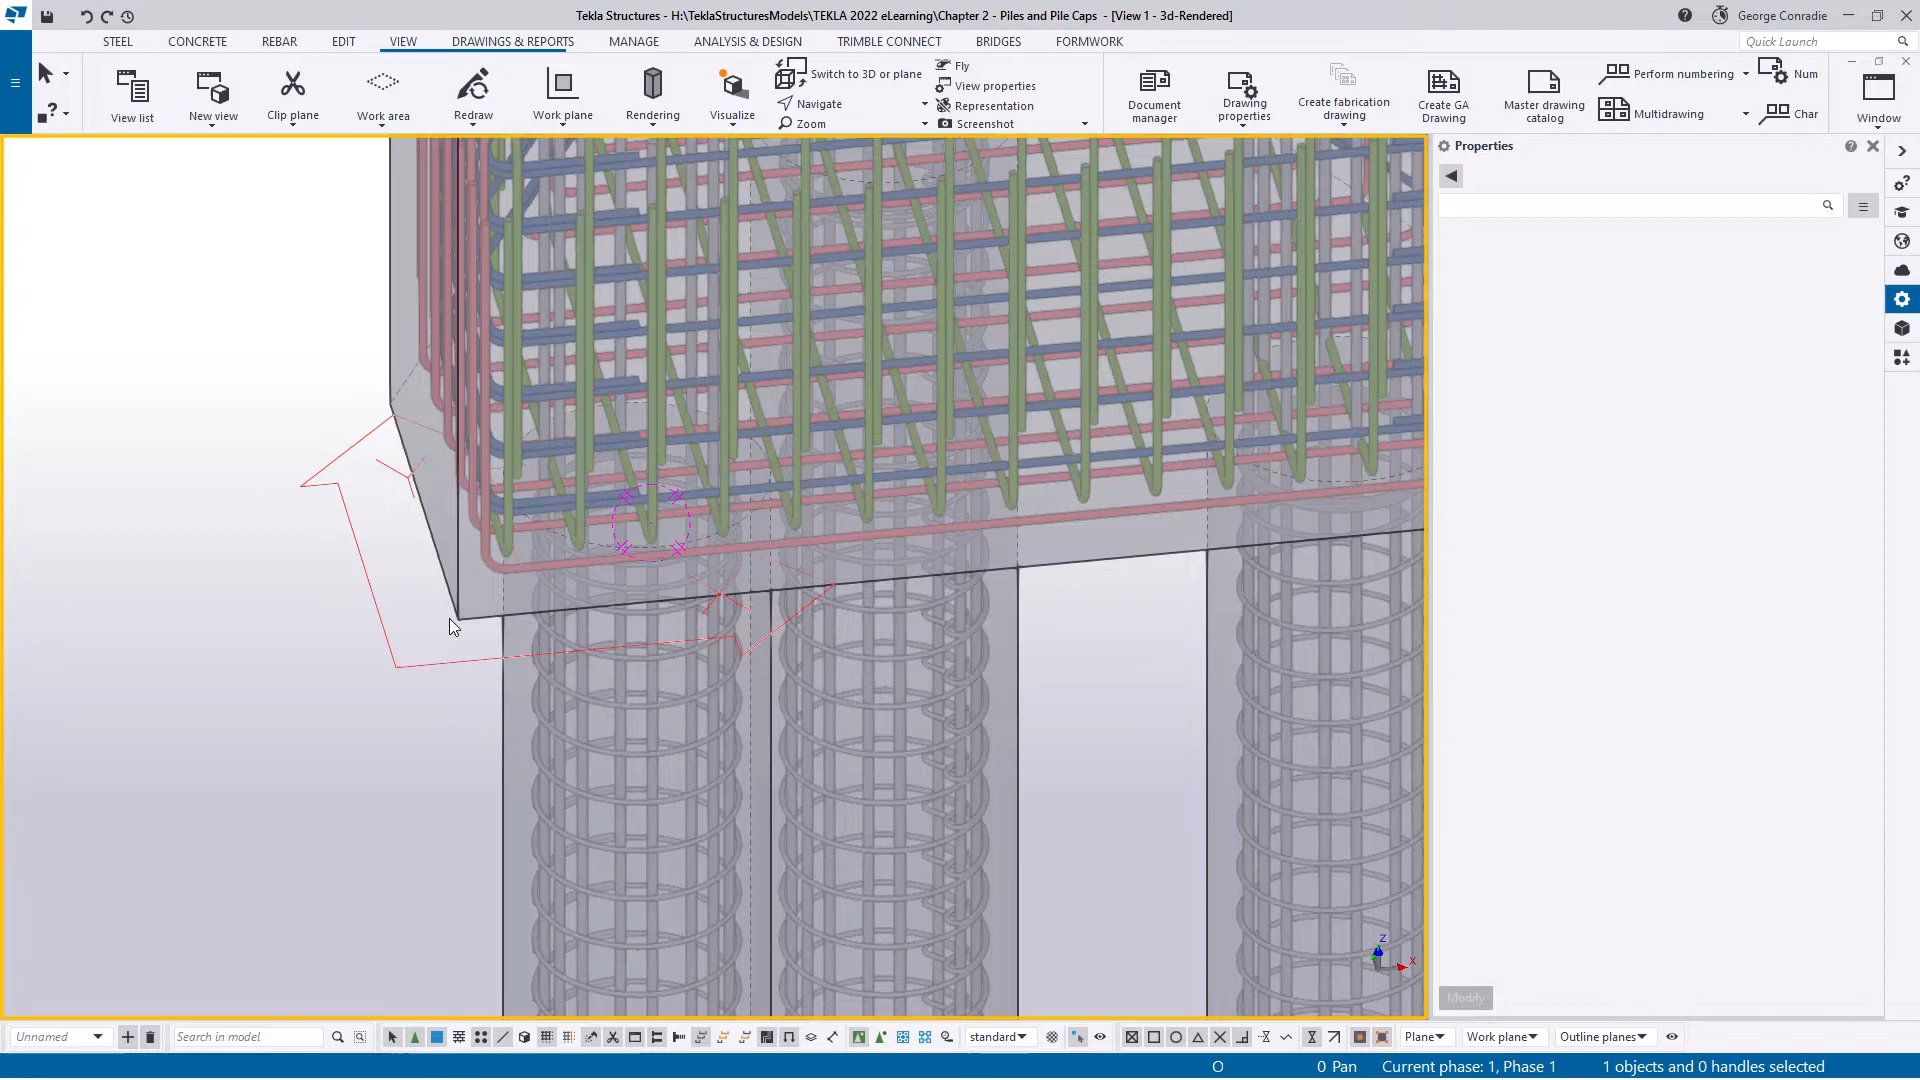 Tekla Structures - H:\TeklaStructuresModels\TEKLA 2022 eLearning\Chapter 2 - Piles and Pile Caps - [View 1 - 3d-Rendered]
George Conradie
STEEL CONCRETE REBAR EDIT VIEW DRAWINGS & REPORTS MANAGE ANALYSIS & DESIGN TRIMBLE CONNECT BRIDGES FORMWORK
Quick Launch
View list
New view
Clip plane
Work area
Redraw
Work plane
Rendering
Visualize
Switch to 3D or plane
Navigate
Zoom
Fly
View properties
Representation
Screenshot
Document manager
Drawing properties
Create fabrication drawing
Create GA Drawing
Master drawing catalog
Perform numbering
Multidrawing
Num
Char
Window
Properties
Z
X
Modify
Unnamed
Search in model
standard
Plane
Work plane
Outline planes
O
0 Pan
Current phase: 1, Phase 1
1 objects and 0 handles selected